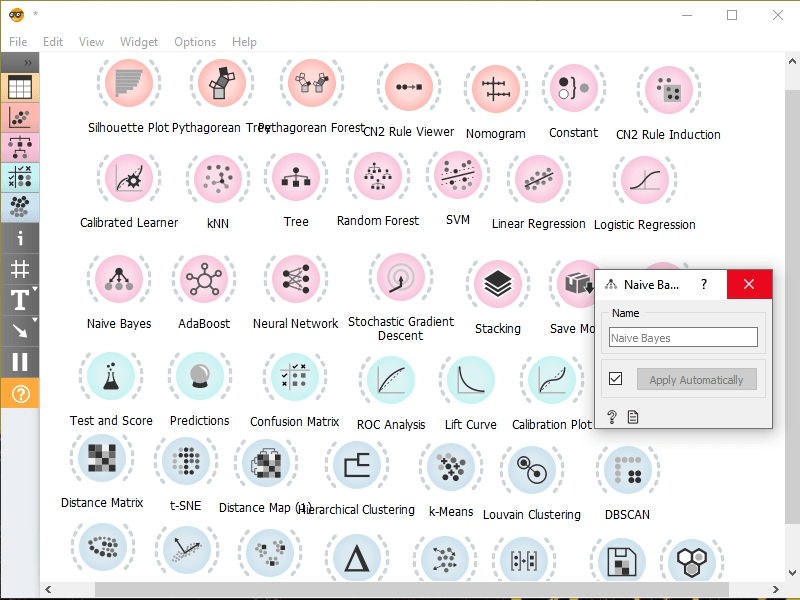 *
File Edit View Widget Options Help
»
Silhouette Plot Pythagorean Tree Pythagorean Forest CN2 Rule Viewer Nomogram Constant CN2 Rule Induction
Calibrated Learner kNN Tree Random Forest SVM Linear Regression Logistic Regression
Naive Bayes AdaBoost Neural Network Stochastic Gradient
Descent Stacking Save Mo
Naive Ba... ?
Name
Naive Bayes
Apply Automatically
?
Test and Score Predictions Confusion Matrix ROC Analysis Lift Curve Calibration Plot
Distance Matrix t-SNE Distance Map (1) Hierarchical Clustering k-Means Louvain Clustering DBSCAN
i
T
?